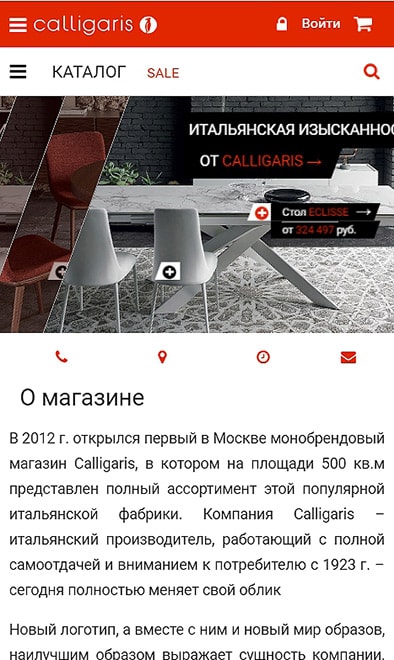 calligaris
Войти
КАТАЛОГ SALE
ИТАЛЬЯНСКАЯ ИЗЫСКАННОС
ОТ CALLIGARIS →
Стол ECLISSE →
от 324 497 руб.
О магазине
В 2012 г. открылся первый в Москве монобрендовый
магазин Calligaris, в котором на площади 500 кв.м
представлен полный ассортимент этой популярной
итальянской фабрики. Компания Calligaris –
итальянский производитель, работающий с полной
самоотдачей и вниманием к потребителю с 1923 г. –
сегодня полностью меняет свой облик
Новый логотип, а вместе с ним и новый мир образов,
наилучшим образом выражает сущность компании,